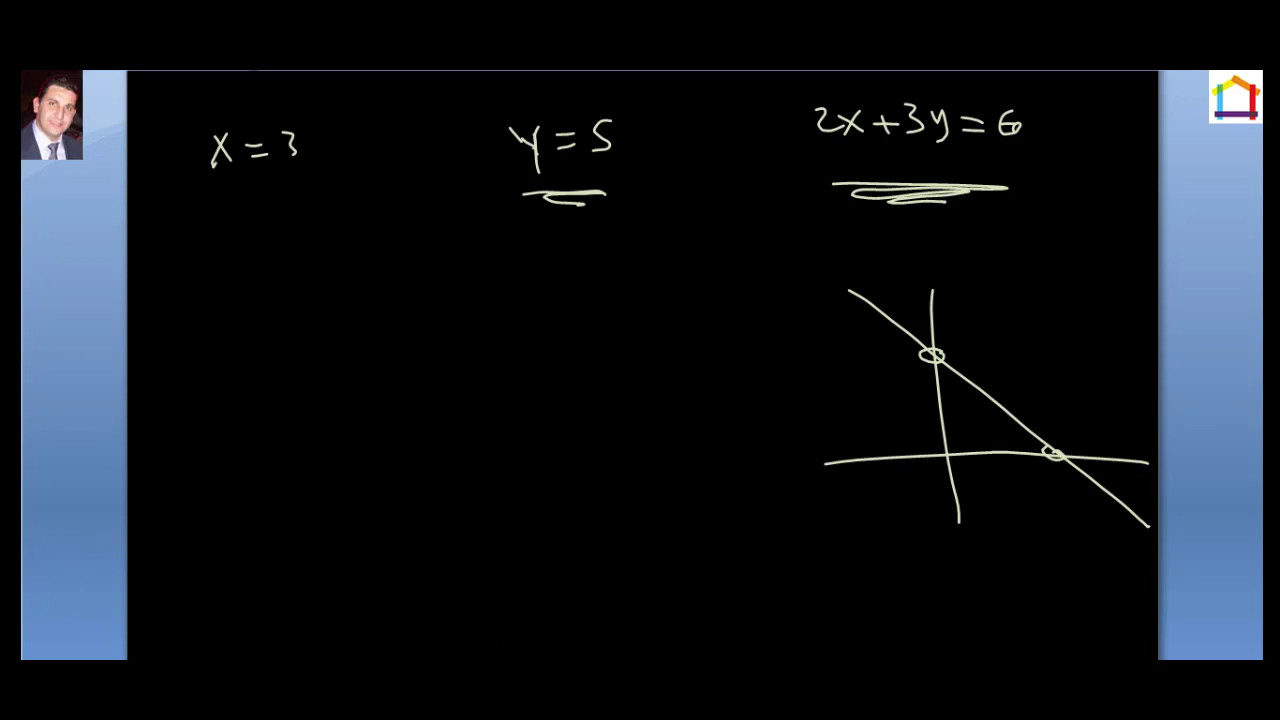 x = 3
y = 5
2x + 3y = 6